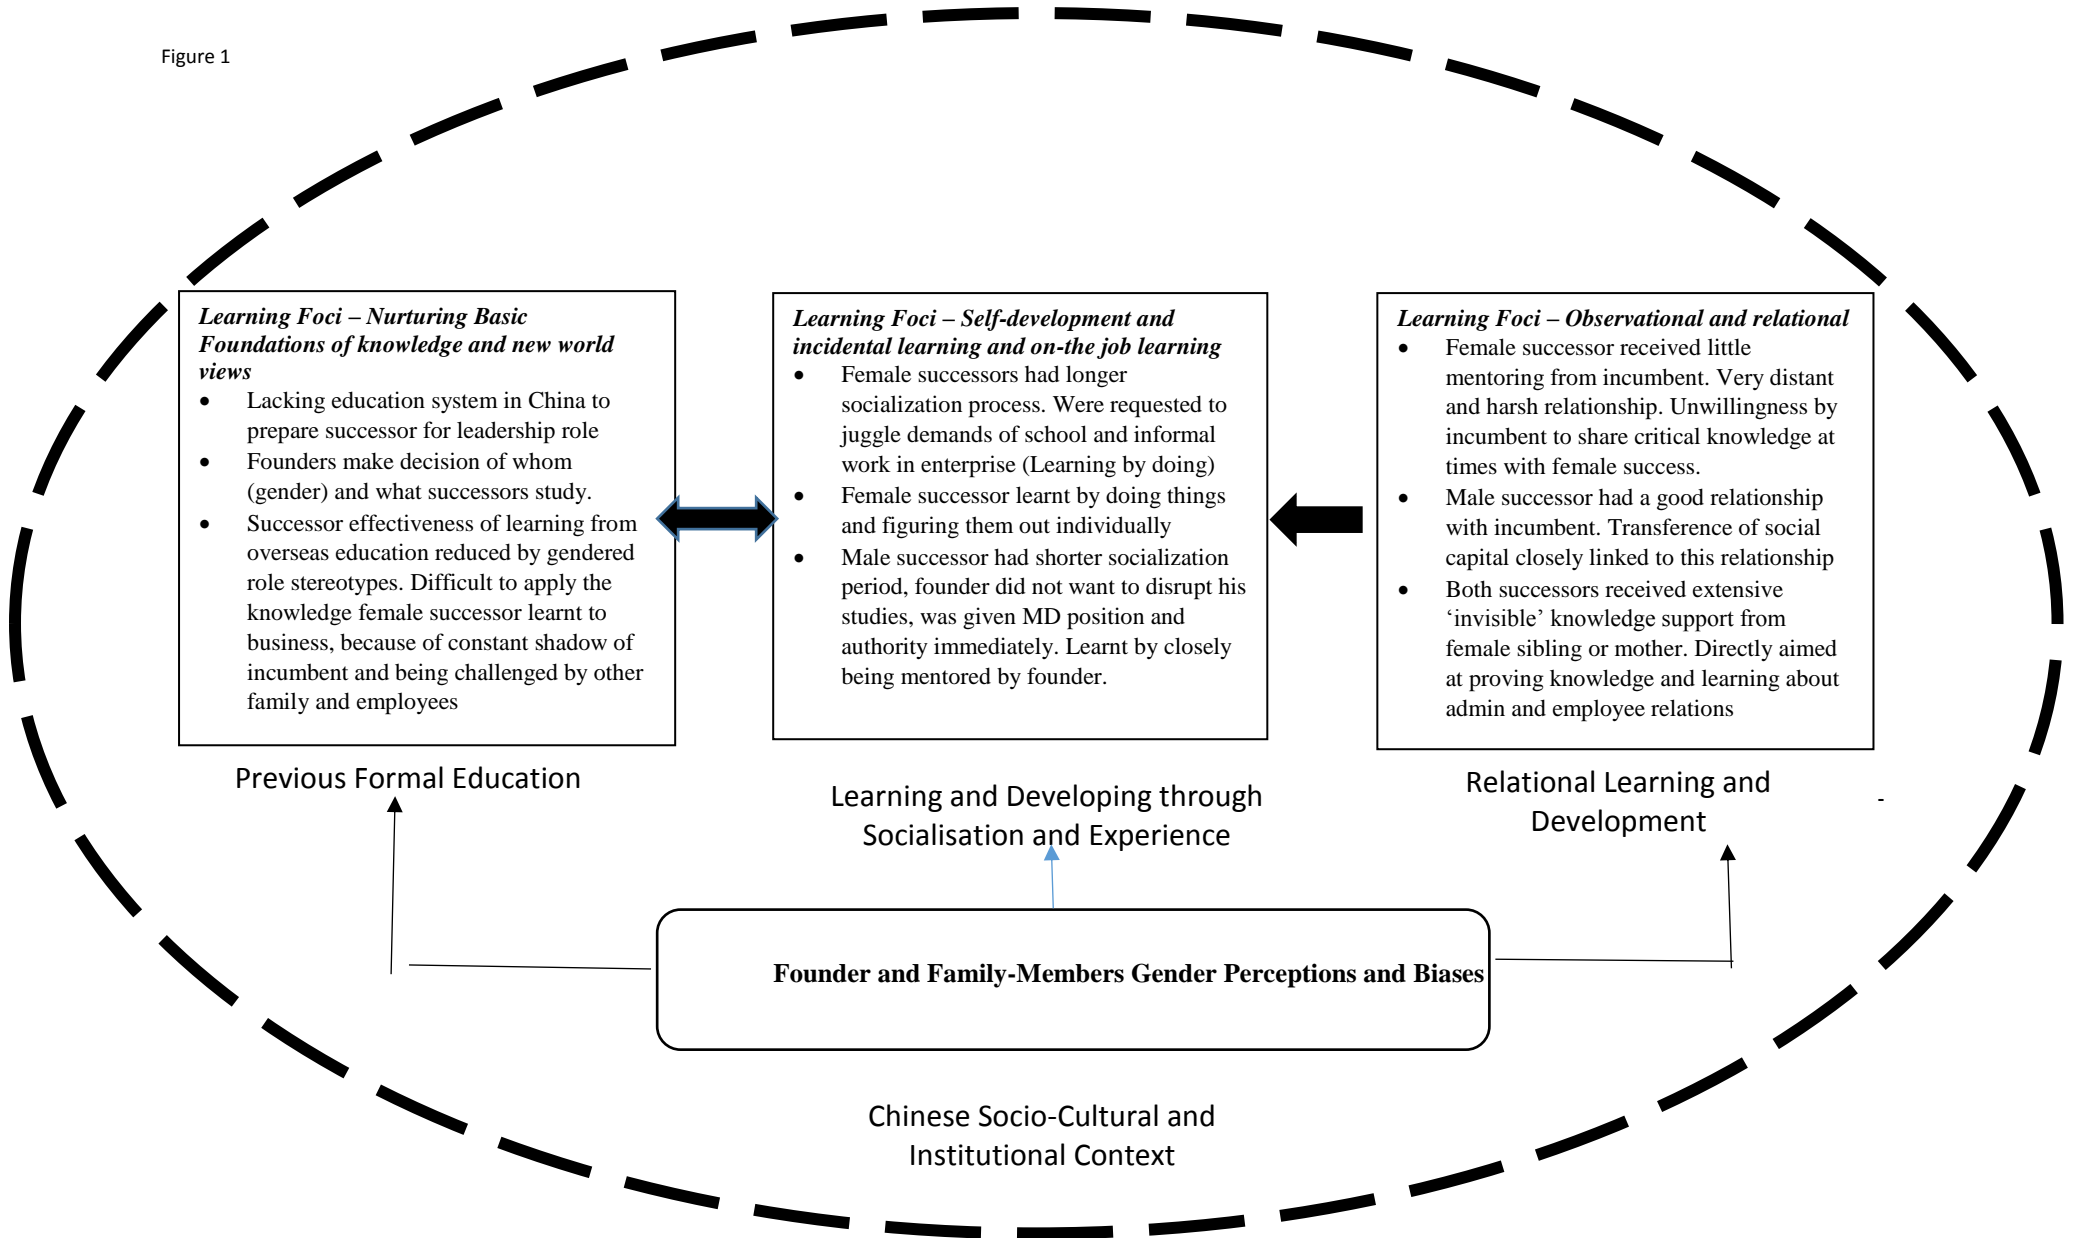 Figure 1
Learning Foci – Nurturing Basic
Foundations of knowledge and new world
views
• Lacking education system in China to
prepare successor for leadership role
• Founders make decision of whom
(gender) and what successors study.
• Successor effectiveness of learning from
overseas education reduced by gendered
role stereotypes. Difficult to apply the
knowledge female successor learnt to
business, because of constant shadow of
incumbent and being challenged by other
family and employees
Previous Formal Education
Learning Foci – Self-development and
incidental learning and on-the job learning
• Female successors had longer
socialization process. Were requested to
juggle demands of school and informal
work in enterprise (Learning by doing)
• Female successor learnt by doing things
and figuring them out individually
• Male successor had shorter socialization
period, founder did not want to disrupt his
studies, was given MD position and
authority immediately. Learnt by closely
being mentored by founder.
Learning and Developing through
Socialisation and Experience
Learning Foci – Observational and relational
• Female successor received little
mentoring from incumbent. Very distant
and harsh relationship. Unwillingness by
incumbent to share critical knowledge at
times with female success.
• Male successor had a good relationship
with incumbent. Transference of social
capital closely linked to this relationship
• Both successors received extensive
‘invisible’ knowledge support from
female sibling or mother. Directly aimed
at proving knowledge and learning about
admin and employee relations
Relational Learning and
Development
-
Founder and Family-Members Gender Perceptions and Biases
Chinese Socio-Cultural and
Institutional Context